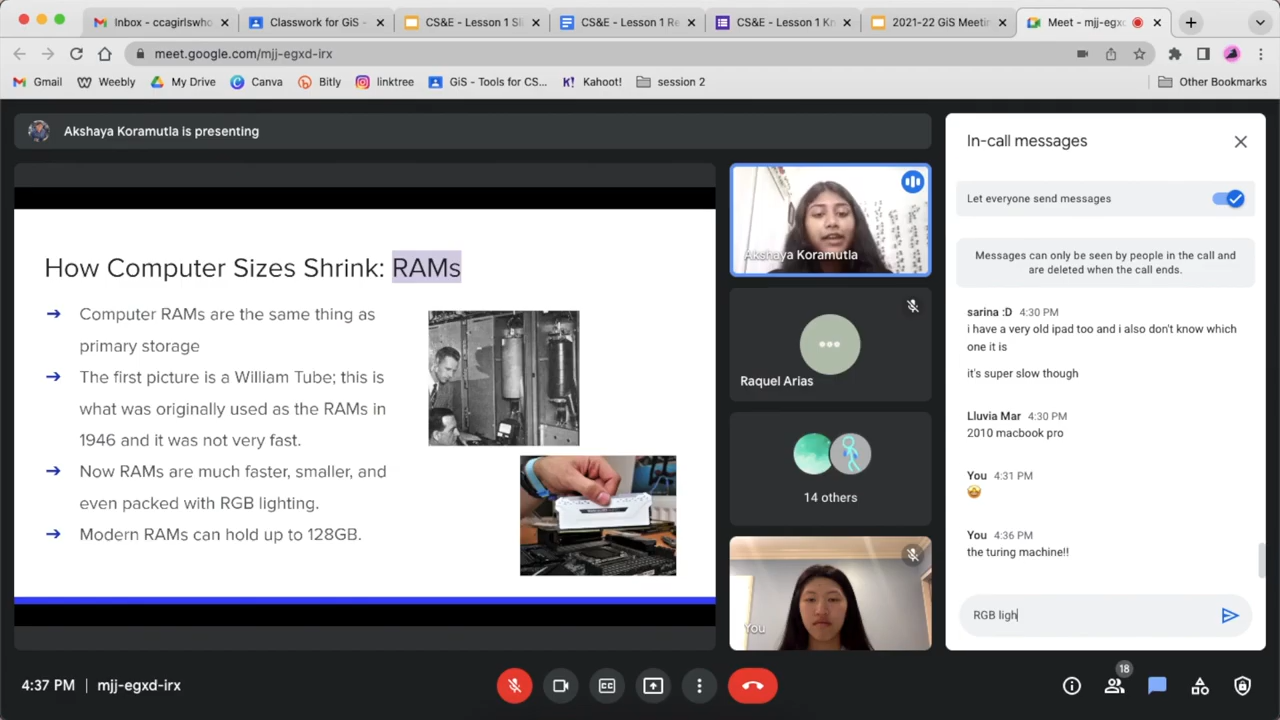 Inbox - ccagirlswho
Classwork for GiS -
CS&E - Lesson 1 Sli
CS&E - Lesson 1 Re
CS&E - Lesson 1 Kn
2021-22 GiS Meetin
Meet - mjj-egxd
meet.google.com/mjj-egxd-irx
Gmail
Weebly
My Drive
Canva
Bitly
linktree
GiS - Tools for CS...
Kahoot!
session 2
Other Bookmarks
Akshaya Koramutla is presenting
How Computer Sizes Shrink: RAMs
→ Computer RAMs are the same thing as
primary storage
→ The first picture is a William Tube; this is
what was originally used as the RAMs in
1946 and it was not very fast.
→ Now RAMs are much faster, smaller, and
even packed with RGB lighting.
→ Modern RAMs can hold up to 128GB.
Akshaya Koramutla
Raquel Arias
14 others
You
In-call messages
Let everyone send messages
Messages can only be seen by people in the call and
are deleted when the call ends.
sarina :D 4:30 PM
i have a very old ipad too and i also don't know which
one it is
it's super slow though
Lluvia Mar 4:30 PM
2010 macbook pro
You 4:31 PM
🤩
You 4:36 PM
the turing machine!!
RGB ligh
4:37 PM | mjj-egxd-irx
18